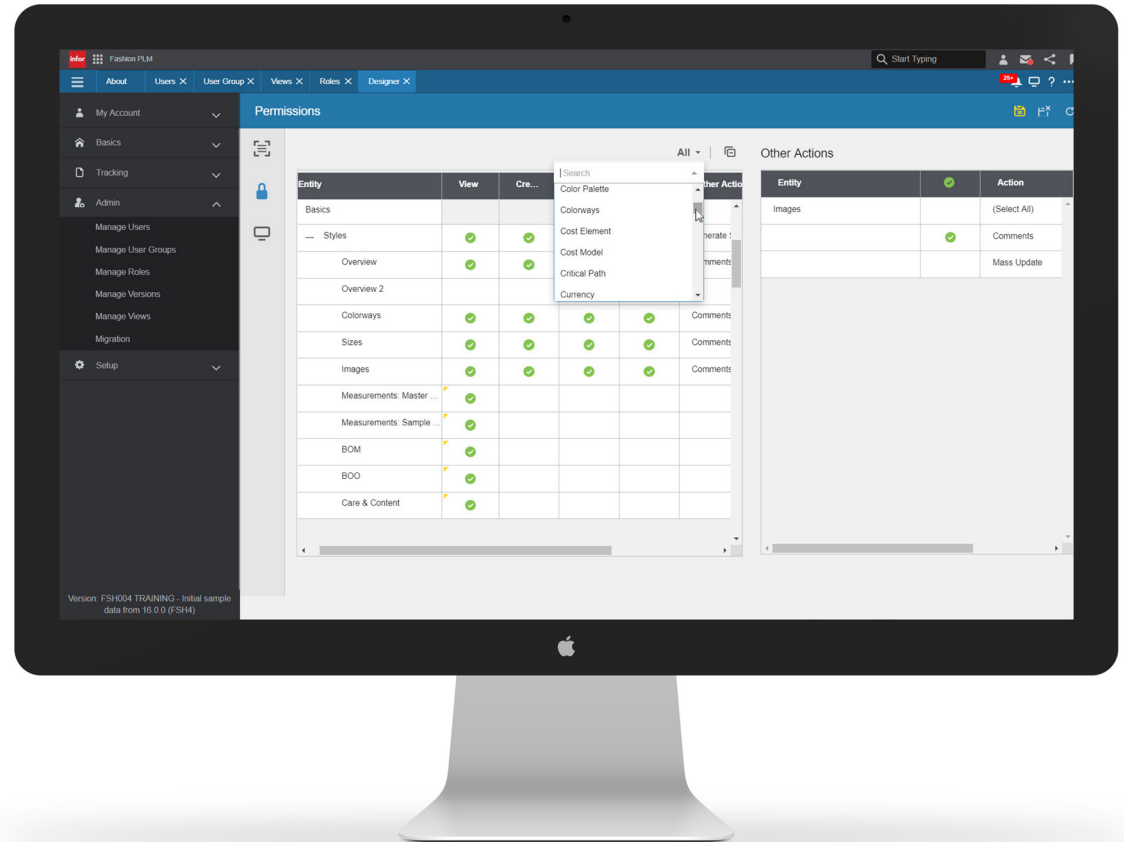 infor Fashion PLM Start Typing
About Users User Group Views Roles Designer 25+ ?
My Account
Basics
Tracking
Admin
Manage Users
Manage User Groups
Manage Roles
Manage Versions
Manage Views
Migration
Setup
Version: FSH004 TRAINING - Initial sample
data from 16.0.0 (FSH4)
Permissions
All
Entity View Cre... ther Actio
Basics
Styles nerate S
Overview mments
Overview 2
Colorways Comments
Sizes Comments
Images Comments
Measurements: Master ...
Measurements: Sample ...
BOM
BOO
Care & Content
Search
Color Palette
Colorways
Cost Element
Cost Model
Critical Path
Currency
Other Actions
Entity Action
Images (Select All)
Comments
Mass Update